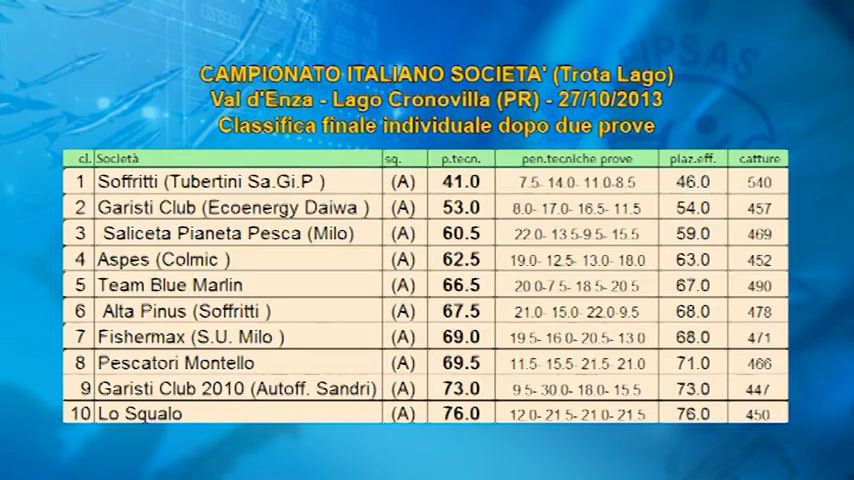 FIPSAS
CAMPIONATO ITALIANO SOCIETA' (Trota Lago)
Val d'Enza - Lago Cronovilla (PR) - 27/10/2013
Classifica finale individuale dopo due prove
cl. Società sq. p.tecn. pen.tecniche prove piaz.eff. catture
1 Soffritti (Tubertini Sa.Gi.P ) (A) 41.0 7.5- 14.0- 11.0-8.5 46.0 540
2 Garisti Club (Ecoenergy Daiwa ) (A) 53.0 8.0- 17.0- 16.5- 11.5 54.0 457
3 Saliceta Pianeta Pesca (Milo) (A) 60.5 22.0- 13.5-9.5- 15.5 59.0 469
4 Aspes (Colmic ) (A) 62.5 19.0- 12.5- 13.0- 18.0 63.0 452
5 Team Blue Marlin (A) 66.5 20.0-7.5- 18.5- 20.5 67.0 490
6 Alta Pinus (Soffritti ) (A) 67.5 21.0- 15.0- 22.0-9.5 68.0 478
7 Fishermax (S.U. Milo ) (A) 69.0 19.5- 16.0- 20.5- 13.0 68.0 471
8 Pescatori Montello (A) 69.5 11.5- 15.5- 21.5- 21.0 71.0 466
9 Garisti Club 2010 (Autoff. Sandri) (A) 73.0 9.5- 30.0- 18.0- 15.5 73.0 447
10 Lo Squalo (A) 76.0 12.0- 21.5- 21.0- 21.5 76.0 450